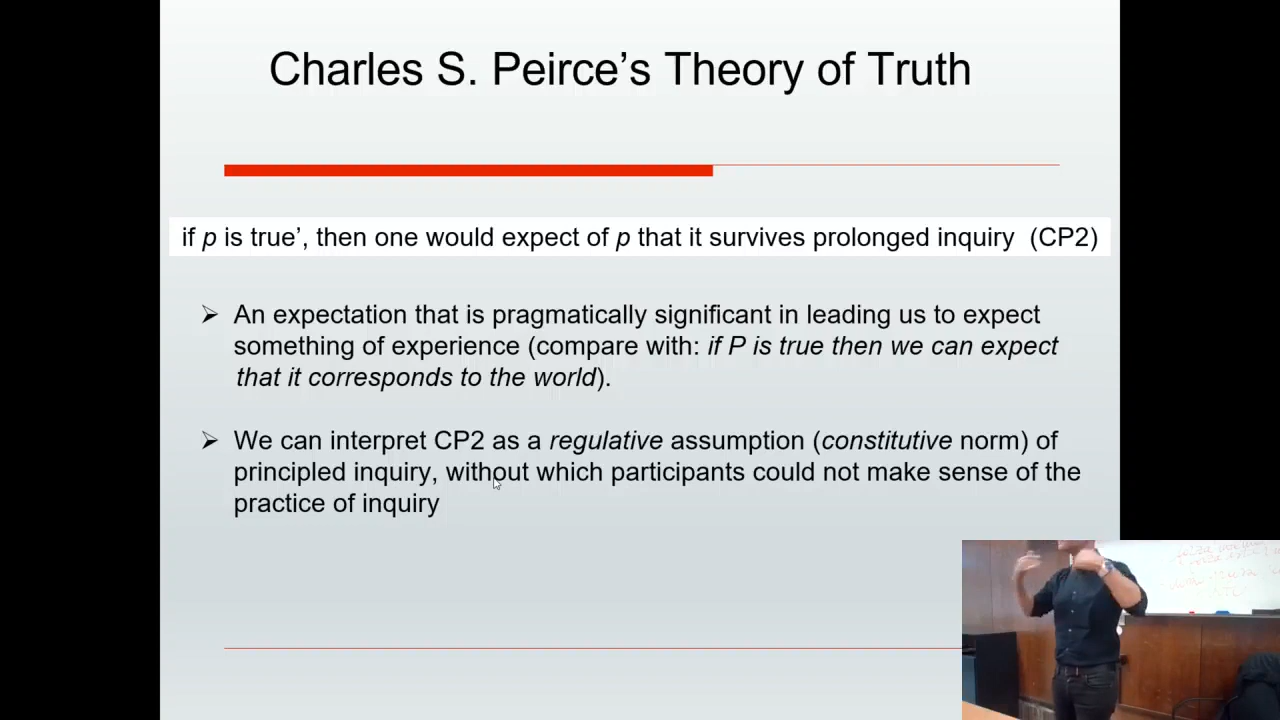 Charles S. Peirce’s Theory of Truth
if p is true’, then one would expect of p that it survives prolonged inquiry (CP2)
➢ An expectation that is pragmatically significant in leading us to expect
something of experience (compare with: if P is true then we can expect
that it corresponds to the world).
➢ We can interpret CP2 as a regulative assumption (constitutive norm) of
principled inquiry, without which participants could not make sense of the
practice of inquiry